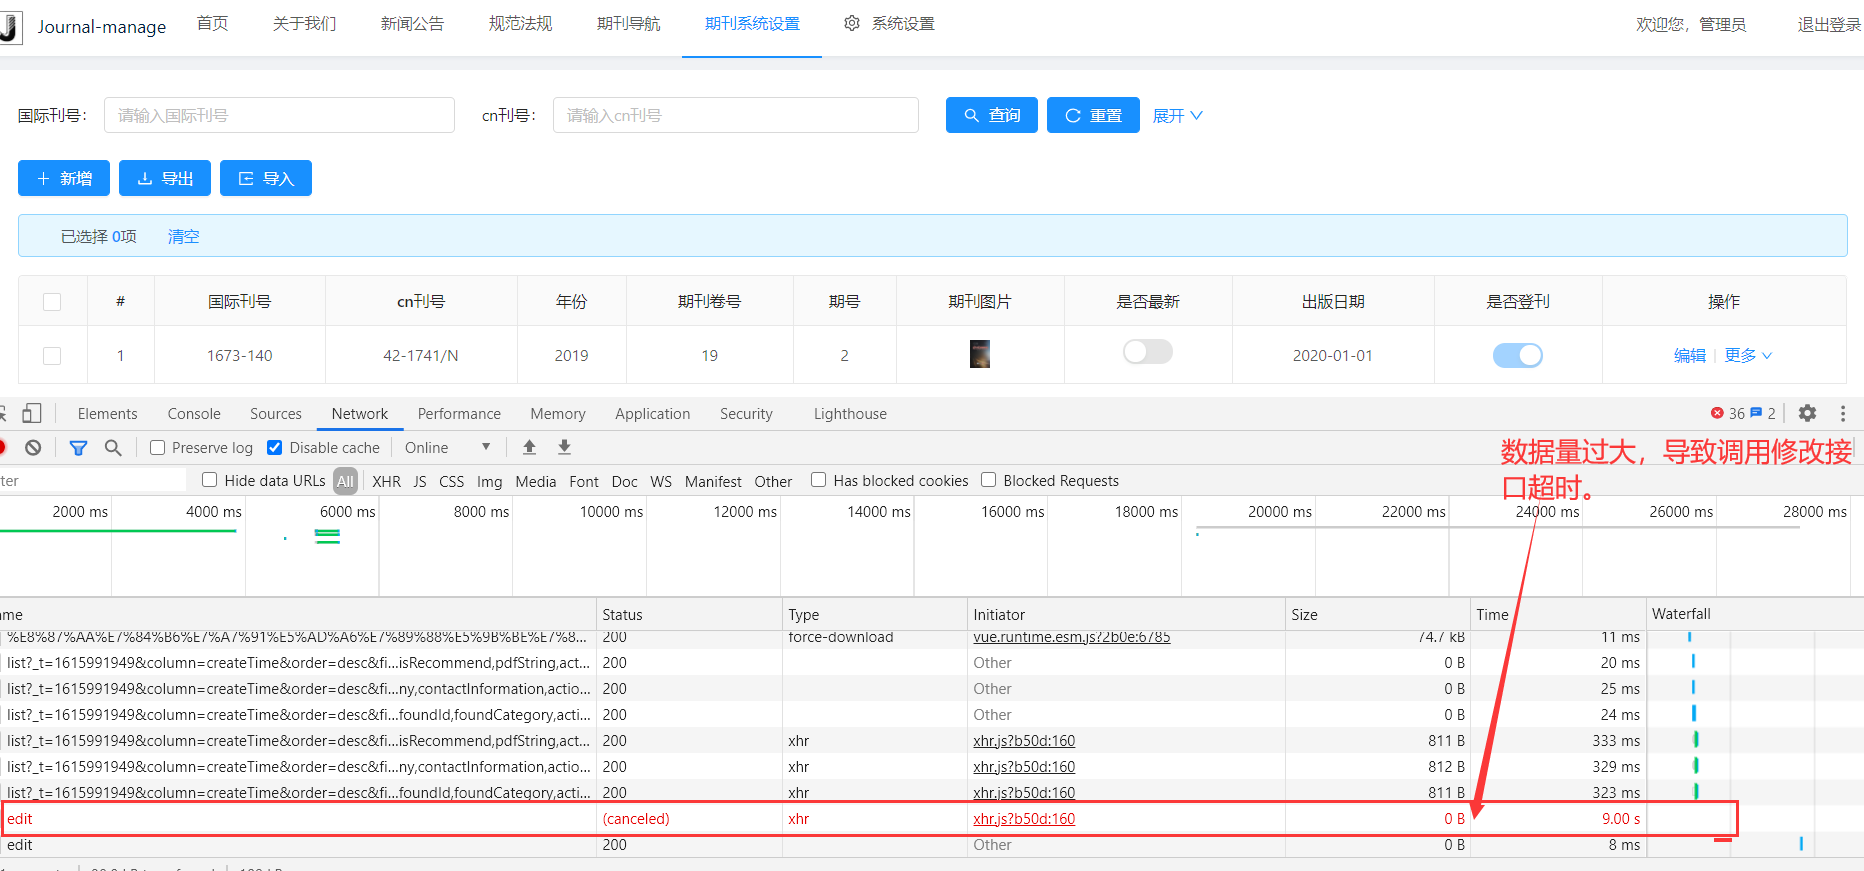 Journal-manage 首页 关于我们 新闻公告 规范法规 期刊导航 期刊系统设置 系统设置 欢迎您，管理员 退出登录
国际刊号： 请输入国际刊号 cn刊号： 请输入cn刊号 查询 重置 展开
新增 导出 导入
已选择 0项 清空
# 国际刊号 cn刊号 年份 期刊卷号 期号 期刊图片 是否最新 出版日期 是否登刊 操作
1 1673-140 42-1741/N 2019 19 2 2020-01-01 编辑 更多
Elements Console Sources Network Performance Memory Application Security Lighthouse 36 2
Preserve log Disable cache Online
数据量过大，导致调用修改接
口超时。
ter Hide data URLs All XHR JS CSS Img Media Font Doc WS Manifest Other Has blocked cookies Blocked Requests
2000 ms 4000 ms 6000 ms 8000 ms 10000 ms 12000 ms 14000 ms 16000 ms 18000 ms 20000 ms 22000 ms 24000 ms 26000 ms 28000 ms
me Status Type Initiator Size Time Waterfall
%E8%87%AA%E7%84%B6%E7%A7%91%E5%AD%A6%E7%89%88%E5%9B%BE%E7%8... 200 force-download vue.runtime.esm.js?2b0e:6785 74.7 kB 11 ms
list?_t=1615991949&column=createTime&order=desc&fi...isRecommend,pdfString,act... 200 Other 0 B 20 ms
list?_t=1615991949&column=createTime&order=desc&fi...ny,contactInformation,actio... 200 Other 0 B 25 ms
list?_t=1615991949&column=createTime&order=desc&fi...foundId,foundCategory,acti... 200 Other 0 B 24 ms
list?_t=1615991949&column=createTime&order=desc&fi...isRecommend,pdfString,act... 200 xhr xhr.js?b50d:160 811 B 333 ms
list?_t=1615991949&column=createTime&order=desc&fi...ny,contactInformation,actio... 200 xhr xhr.js?b50d:160 812 B 329 ms
list?_t=1615991949&column=createTime&order=desc&fi...foundId,foundCategory,acti... 200 xhr xhr.js?b50d:160 811 B 323 ms
edit (canceled) xhr xhr.js?b50d:160 0 B 9.00 s
edit 200 Other 0 B 8 ms